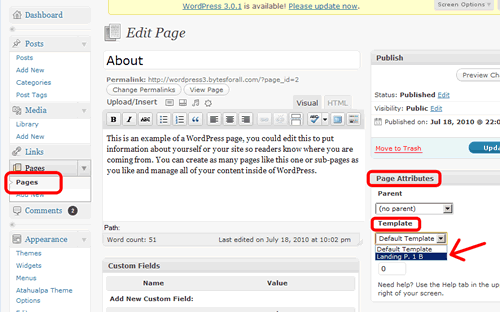 WordPress 3.0.1 is available! Please update now.
Screen Options
Dashboard
Posts
Posts
Add New
Categories
Post Tags
Media
Library
Add New
Links
Pages
Pages
Add New
Comments 2
Appearance
Themes
Widgets
Menus
Atahualpa Theme
Options
Edit Page
About
Permalink: http://wordpress3.bytesforall.com/?page_id=2
Change Permalinks
View Page
Upload/Insert
Visual
HTML
B I ABC
This is an example of a WordPress page, you could edit this to put
information about yourself or your site so readers know where you
are coming from. You can create as many pages like this one or sub-pages as
you like and manage all of your content inside of WordPress.
Path:
Word count: 51
Last edited on July 18, 2010 at 10:02 pm
Custom Fields
Name
Value
Add New Custom Field:
Publish
Preview Ch
Status: Published Edit
Visibility: Public Edit
Published on: Jul 18, 2010 @ 22:0
Move to Trash
Upda
Page Attributes
Parent
(no parent)
Template
Default Template
Default Template
Landing P. 1 B
0
Need help? Use the Help tab in the up
right of your screen.